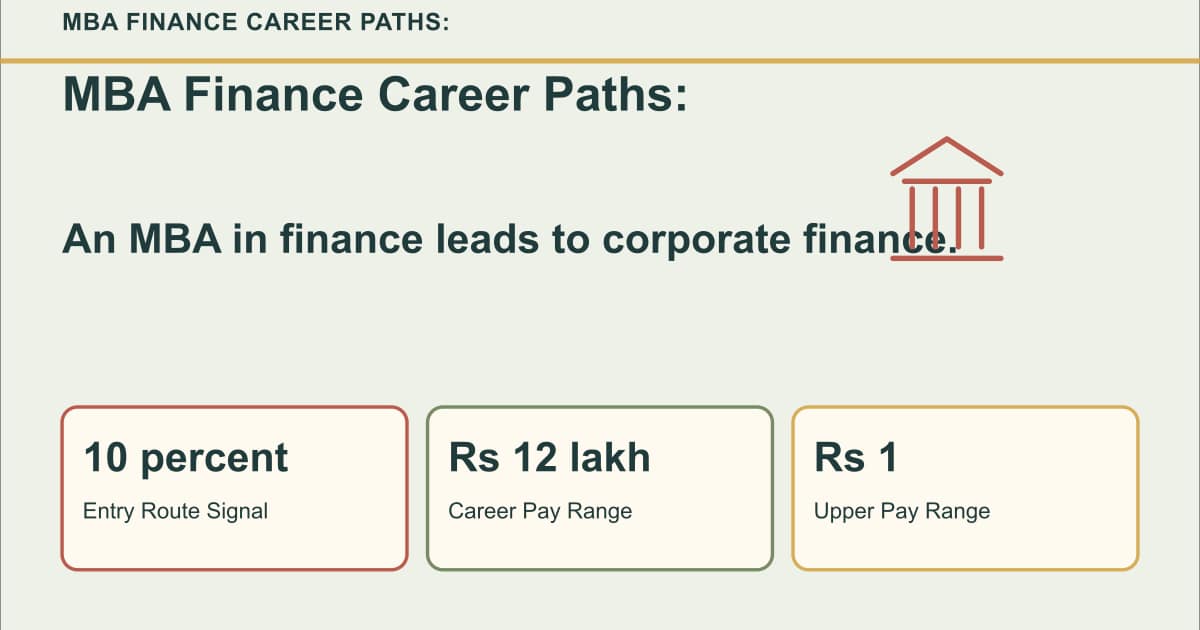 MBA FINANCE CAREER PATHS:
MBA Finance Career Paths:
An MBA in finance leads to corporate finance.
10 percent
Entry Route Signal
Rs 12 lakh
Career Pay Range
Rs 1
Upper Pay Range